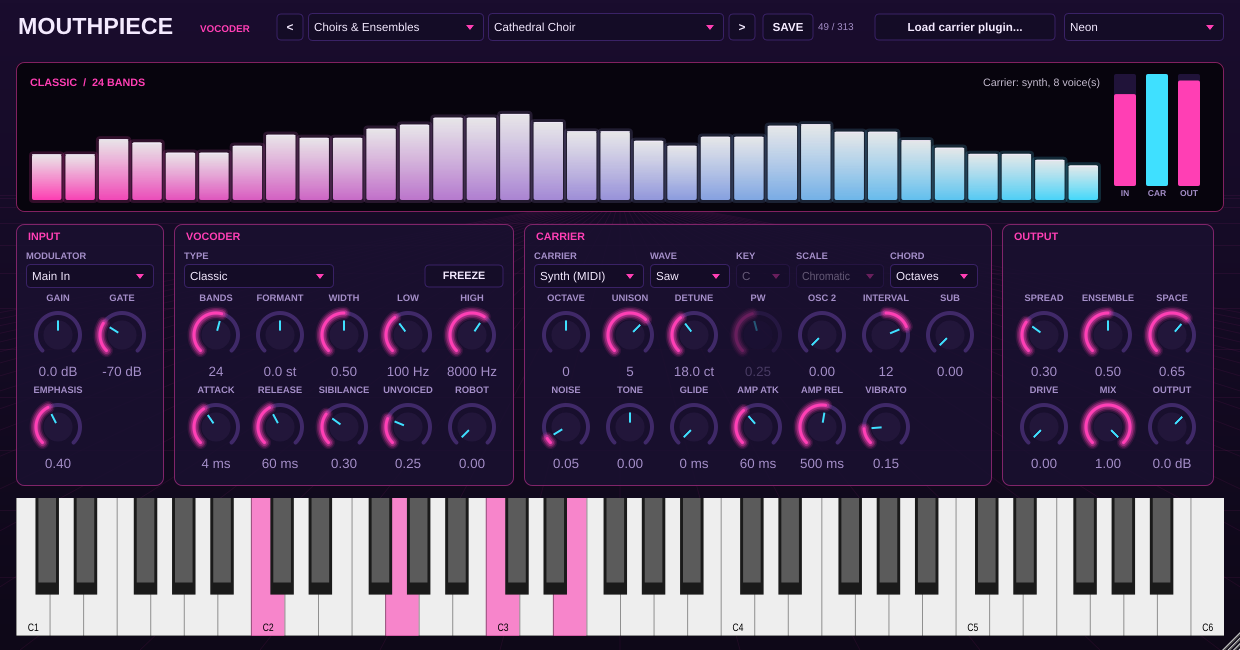 MOUTHPIECE VOCODER < Choirs & Ensembles Cathedral Choir > SAVE 49 / 313 Load carrier plugin... Neon
CLASSIC / 24 BANDS Carrier: synth, 8 voice(s)
IN CAR OUT
INPUT
MODULATOR
Main In
GAIN GATE
0.0 dB -70 dB
EMPHASIS
0.40
VOCODER
TYPE
Classic FREEZE
BANDS FORMANT WIDTH LOW HIGH
24 0.0 st 0.50 100 Hz 8000 Hz
ATTACK RELEASE SIBILANCE UNVOICED ROBOT
4 ms 60 ms 0.30 0.25 0.00
CARRIER
CARRIER WAVE KEY SCALE CHORD
Synth (MIDI) Saw C Chromatic Octaves
OCTAVE UNISON DETUNE PW OSC 2 INTERVAL SUB
0 5 18.0 ct 0.25 0.00 12 0.00
NOISE TONE GLIDE AMP ATK AMP REL VIBRATO
0.05 0.00 0 ms 60 ms 500 ms 0.15
OUTPUT
SPREAD ENSEMBLE SPACE
0.30 0.50 0.65
DRIVE MIX OUTPUT
0.00 1.00 0.0 dB
C1 C2 C3 C4 C5 C6